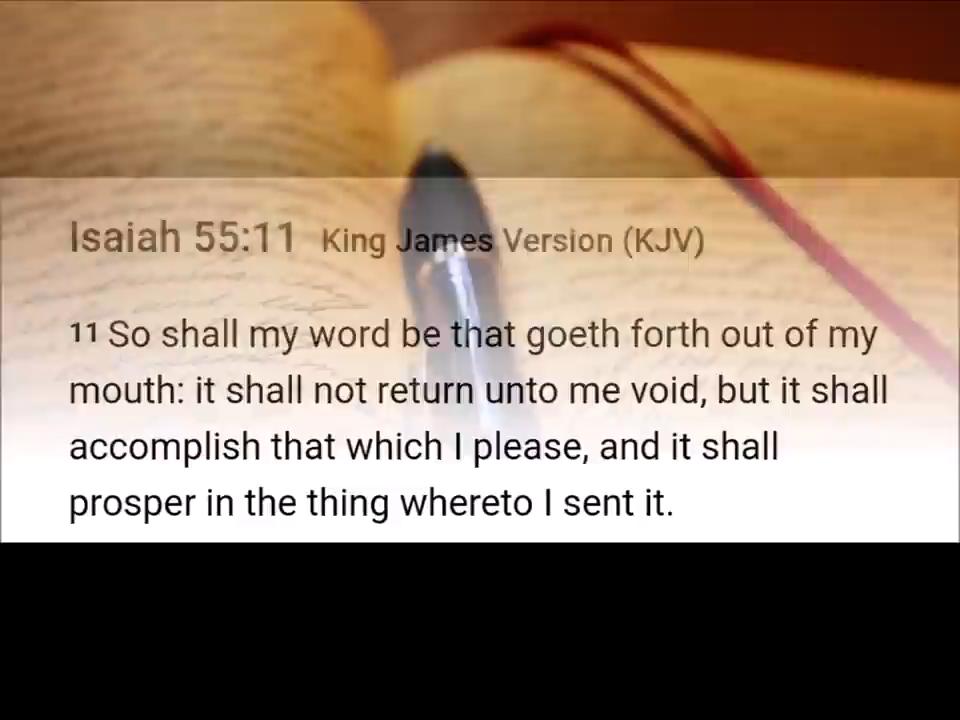 Isaiah 55:11 King James Version (KJV)
11 So shall my word be that goeth forth out of my
mouth: it shall not return unto me void, but it shall
accomplish that which I please, and it shall
prosper in the thing whereto I sent it.